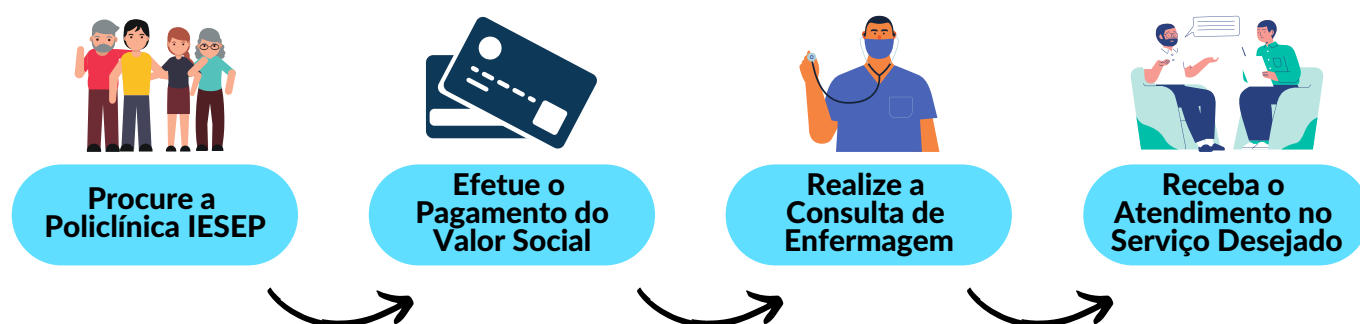 Procure a
Policlínica IESEP
Efetue o
Pagamento do
Valor Social
Realize a
Consulta de
Enfermagem
Receba o
Atendimento no
Serviço Desejado